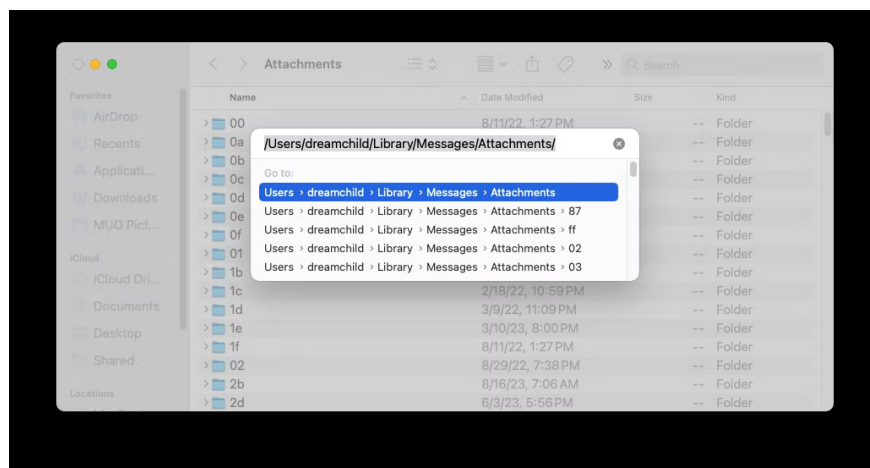 Attachments
Search
Favorites
AirDrop
Recents
Applicati...
Downloads
MUO Pict...
iCloud
iCloud Dri...
Documents
Desktop
Shared
Locations
Name Date Modified Size Kind
00 8/11/22, 1:27 PM -- Folder
0a -- Folder
0b -- Folder
0c -- Folder
0d -- Folder
0e -- Folder
0f -- Folder
01 -- Folder
1b -- Folder
1c 2/18/22, 10:59 PM -- Folder
1d 3/9/22, 11:09 PM -- Folder
1e 3/10/23, 8:00 PM -- Folder
1f 8/11/22, 1:27 PM -- Folder
02 8/29/22, 7:38 PM -- Folder
2b 8/16/23, 7:06 AM -- Folder
2d 6/3/23, 5:56 PM -- Folder
/Users/dreamchild/Library/Messages/Attachments/
Go to:
Users › dreamchild › Library › Messages › Attachments
Users › dreamchild › Library › Messages › Attachments › 87
Users › dreamchild › Library › Messages › Attachments › ff
Users › dreamchild › Library › Messages › Attachments › 02
Users › dreamchild › Library › Messages › Attachments › 03